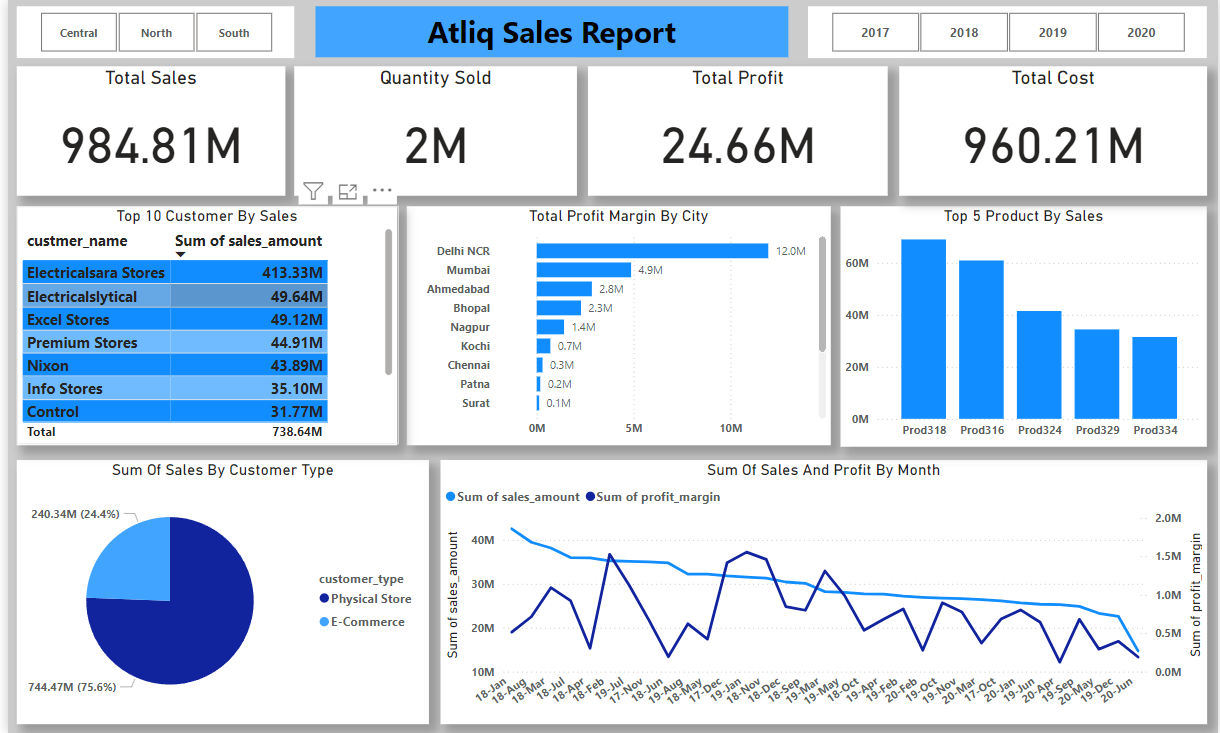 Central North South
Atliq Sales Report
2017 2018 2019 2020
Total Sales
984.81M
Quantity Sold
2M
Total Profit
24.66M
Total Cost
960.21M
Top 10 Customer By Sales
custmer_name Sum of sales_amount
Electricalsara Stores 413.33M
Electricalslytical 49.64M
Excel Stores 49.12M
Premium Stores 44.91M
Nixon 43.89M
Info Stores 35.10M
Control 31.77M
Total 738.64M
Total Profit Margin By City
Delhi NCR 12.0M
Mumbai 4.9M
Ahmedabad 2.8M
Bhopal 2.3M
Nagpur 1.4M
Kochi 0.7M
Chennai 0.3M
Patna 0.2M
Surat 0.1M
0M 5M 10M
Top 5 Product By Sales
60M
40M
20M
0M
Prod318 Prod316 Prod324 Prod329 Prod334
Sum Of Sales By Customer Type
240.34M (24.4%)
744.47M (75.6%)
customer_type
Physical Store
E-Commerce
Sum Of Sales And Profit By Month
Sum of sales_amount Sum of profit_margin
Sum of sales_amount
40M
30M
20M
10M
2.0M
1.5M
1.0M
0.5M
0.0M
Sum of profit_margin
18-Jan 18-Aug 18-Mar 18-Jul 18-Apr 18-Feb 19-Jul 17-Nov 18-Jun 19-Aug 18-May 17-Dec 19-Jan 18-Nov 18-Dec 18-Sep 19-Mar 19-May 18-Oct 19-Apr 19-Feb 20-Feb 19-Oct 19-Nov 20-Mar 17-Oct 20-Jan 19-Jun 20-Apr 19-Sep 20-May 19-Dec 20-Jun